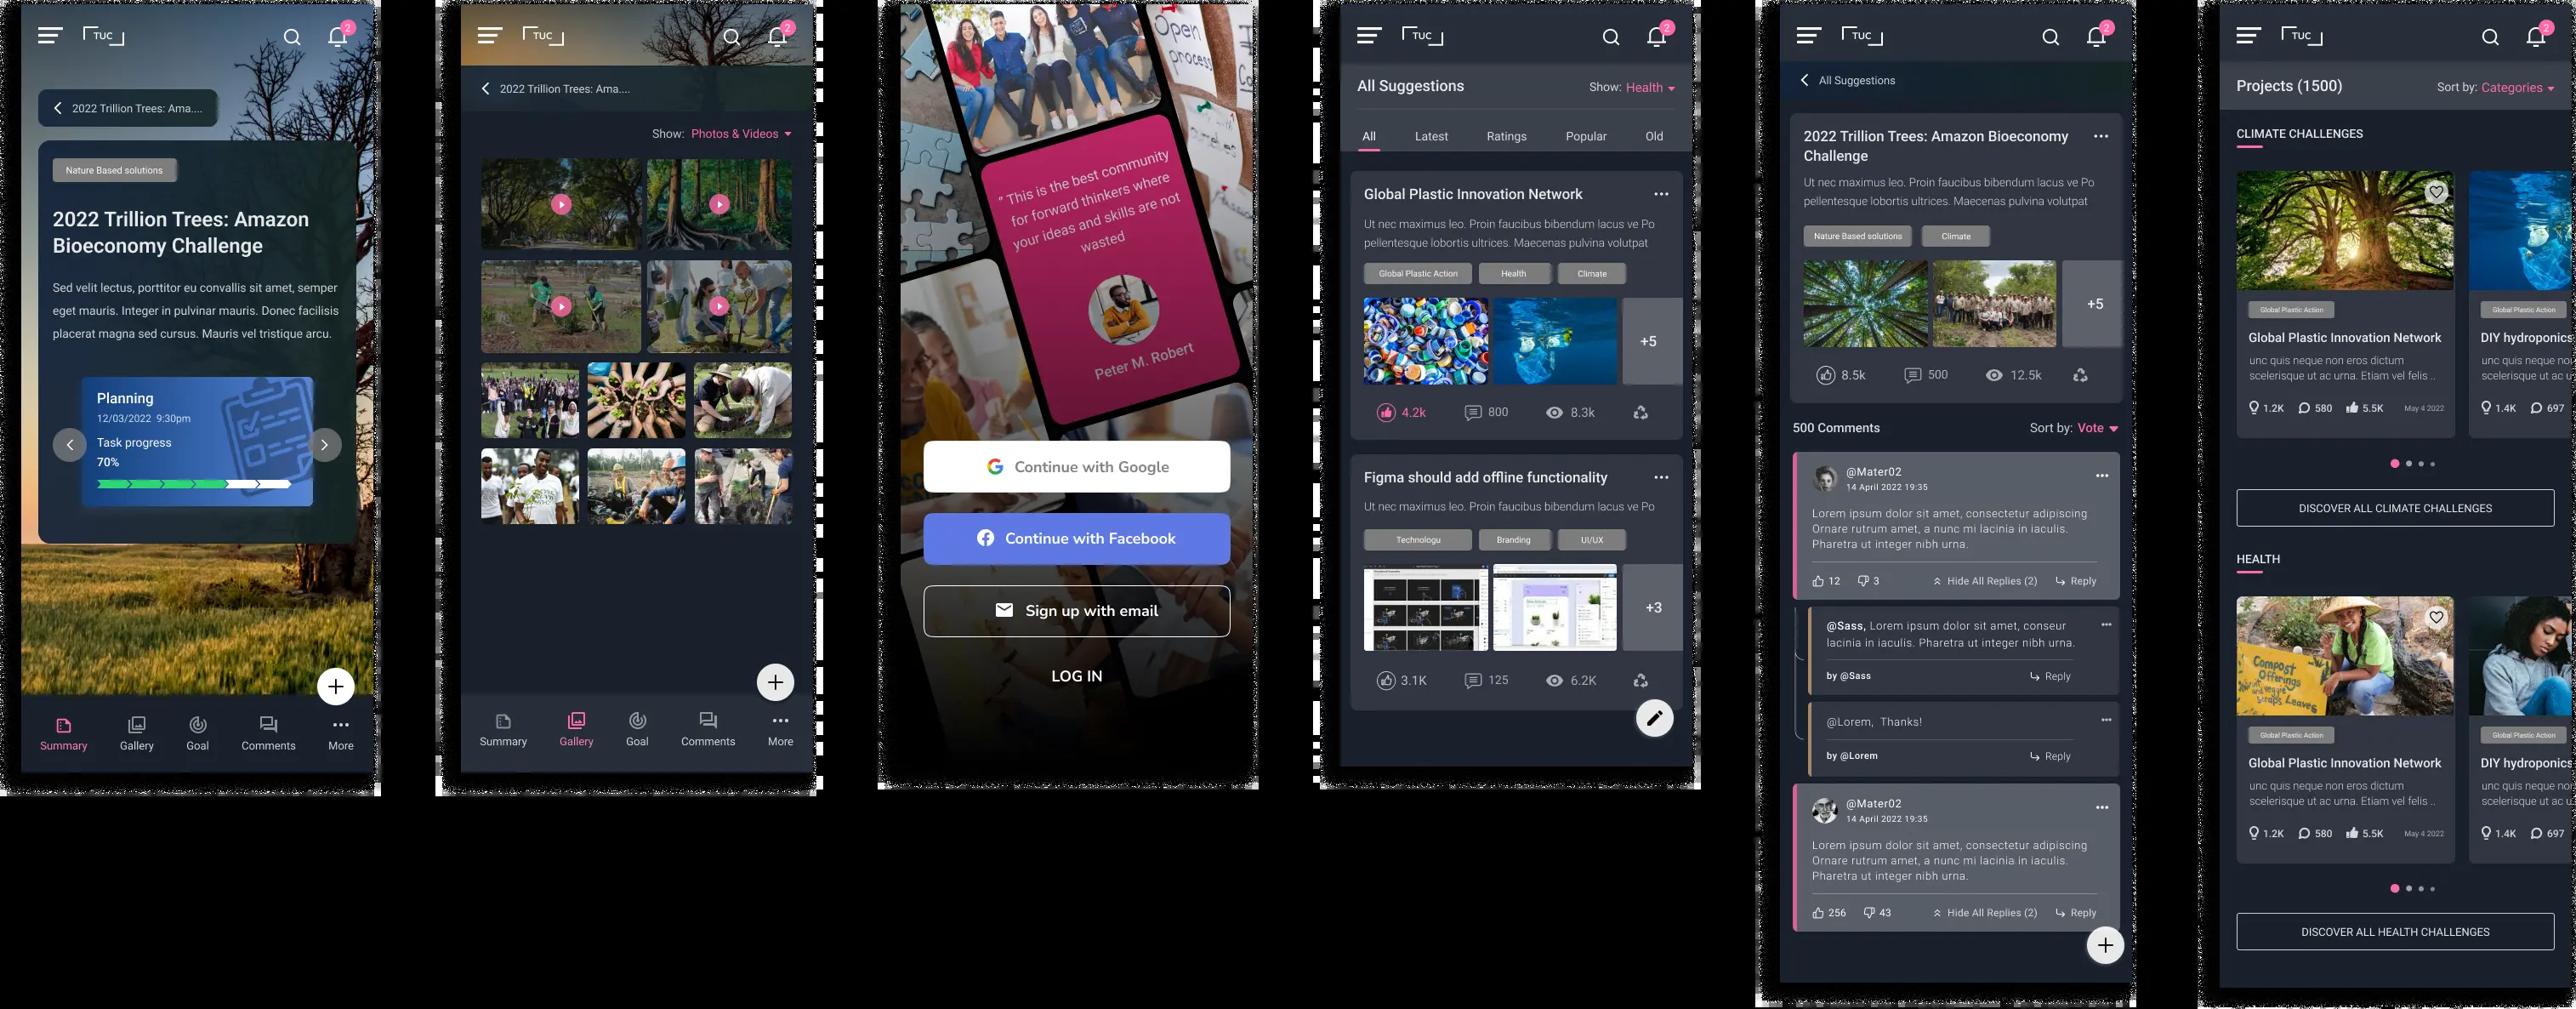 TUC
2
2022 Trillion Trees: Ama....
Nature Based solutions
2022 Trillion Trees: Amazon
Bioeconomy Challenge
Sed velit lectus, porttitor eu convallis sit amet, semper
eget mauris. Integer in pulvinar mauris. Donec facilisis
placerat magna sed cursus. Mauris vel tristique arcu.
Planning
12/03/2022 9:30pm
Task progress
70%
Summary
Gallery
Goal
Comments
More
TUC
2
2022 Trillion Trees: Ama....
Show: Photos & Videos
Summary
Gallery
Goal
Comments
More
Open
process
" This is the best community
for forward thinkers where
your ideas and skills are not
wasted
Peter M. Robert
Continue with Google
Continue with Facebook
Sign up with email
LOG IN
TUC
2
All Suggestions
Show: Health
All
Latest
Ratings
Popular
Old
Global Plastic Innovation Network
Ut nec maximus leo. Proin faucibus bibendum lacus ve Po
pellentesque lobortis ultrices. Maecenas pulvina volutpat
Global Plastic Action
Health
Climate
+5
4.2k
800
8.3k
Figma should add offline functionality
Ut nec maximus leo. Proin faucibus bibendum lacus ve Po
Technologu
Branding
UI/UX
+3
3.1K
125
6.2K
TUC
2
All Suggestions
2022 Trillion Trees: Amazon Bioeconomy
Challenge
Ut nec maximus leo. Proin faucibus bibendum lacus ve Po
pellentesque lobortis ultrices. Maecenas pulvina volutpat
Nature Based solutions
Climate
+5
8.5k
500
12.5k
500 Comments
Sort by: Vote
@Mater02
14 April 2022 19:35
Lorem ipsum dolor sit amet, consectetur adipiscing
Ornare rutrum amet, a nunc mi lacinia in iaculis.
Pharetra ut integer nibh urna.
12
3
Hide All Replies (2)
Reply
@Sass, Lorem ipsum dolor sit amet, conseur
lacinia in iaculis. Pharetra ut integer nibh urna.
by @Sass
Reply
@Lorem, Thanks!
by @Lorem
Reply
@Mater02
14 April 2022 19:35
Lorem ipsum dolor sit amet, consectetur adipiscing
Ornare rutrum amet, a nunc mi lacinia in iaculis.
Pharetra ut integer nibh urna.
256
43
Hide All Replies (2)
Reply
TUC
2
Projects (1500)
Sort by: Categories
CLIMATE CHALLENGES
Global Plastic Action
Global Plastic Innovation Network
unc quis neque non eros dictum
scelerisque ut ac urna. Etiam vel felis ..
1.2K
580
5.5K
May 4 2022
Global Plastic Action
DIY hydroponics
unc quis neque no
scelerisque ut ac u
1.4K
697
DISCOVER ALL CLIMATE CHALLENGES
HEALTH
Compost
Offerings
and veggie
Scraps Leaves
Global Plastic Action
Global Plastic Innovation Network
unc quis neque non eros dictum
scelerisque ut ac urna. Etiam vel felis ..
1.2K
580
5.5K
May 4 2022
Global Plastic Action
DIY hydroponics
unc quis neque no
scelerisque ut ac u
1.4K
697
DISCOVER ALL HEALTH CHALLENGES